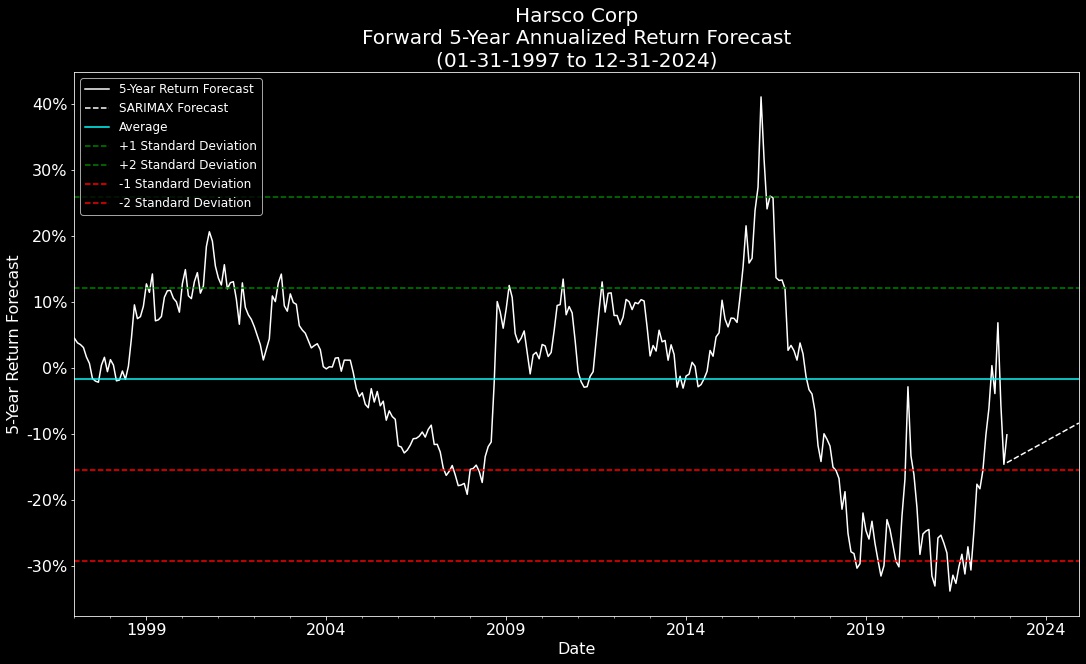 Harsco Corp
Forward 5-Year Annualized Return Forecast
(01-31-1997 to 12-31-2024)
5-Year Return Forecast
SARIMAX Forecast
Average
+1 Standard Deviation
+2 Standard Deviation
-1 Standard Deviation
-2 Standard Deviation
5-Year Return Forecast
40%
30%
20%
10%
0%
-10%
-20%
-30%
1999 2004 2009 2014 2019 2024
Date